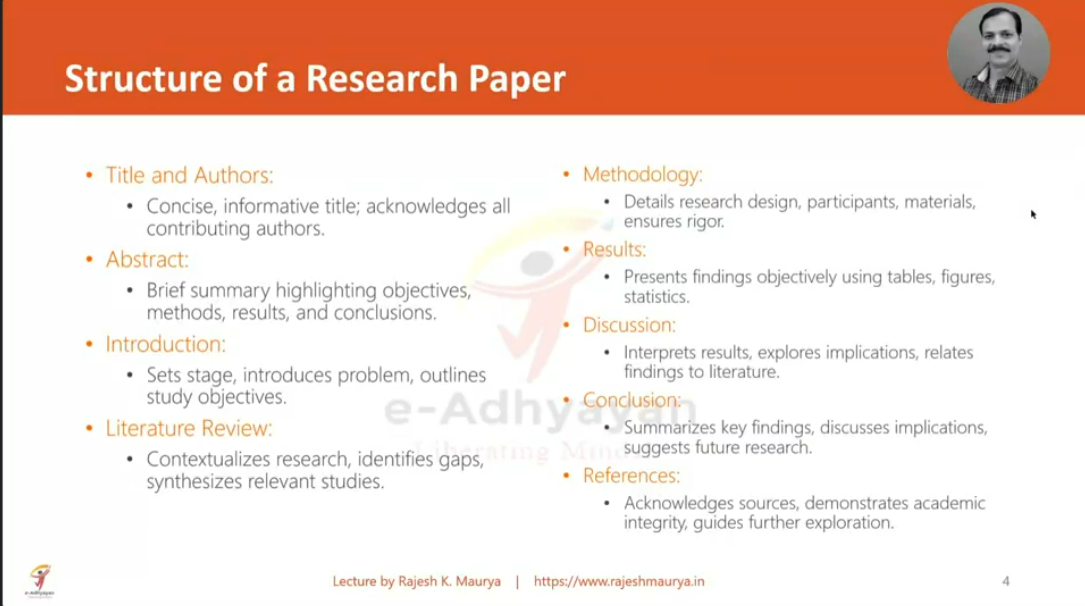 Structure of a Research Paper
• Title and Authors:
• Concise, informative title; acknowledges all
contributing authors.
• Abstract:
• Brief summary highlighting objectives,
methods, results, and conclusions.
• Introduction:
• Sets stage, introduces problem, outlines
study objectives.
• Literature Review:
• Contextualizes research, identifies gaps,
synthesizes relevant studies.
• Methodology:
• Details research design, participants, materials,
ensures rigor.
• Results:
• Presents findings objectively using tables, figures,
statistics.
• Discussion:
• Interprets results, explores implications, relates
findings to literature.
• Conclusion:
• Summarizes key findings, discusses implications,
suggests future research.
• References:
• Acknowledges sources, demonstrates academic
integrity, guides further exploration.
e-Adhyayan
Liberating Mind
e-Adhyayan
Lecture by Rajesh K. Maurya | https://www.rajeshmaurya.in
4